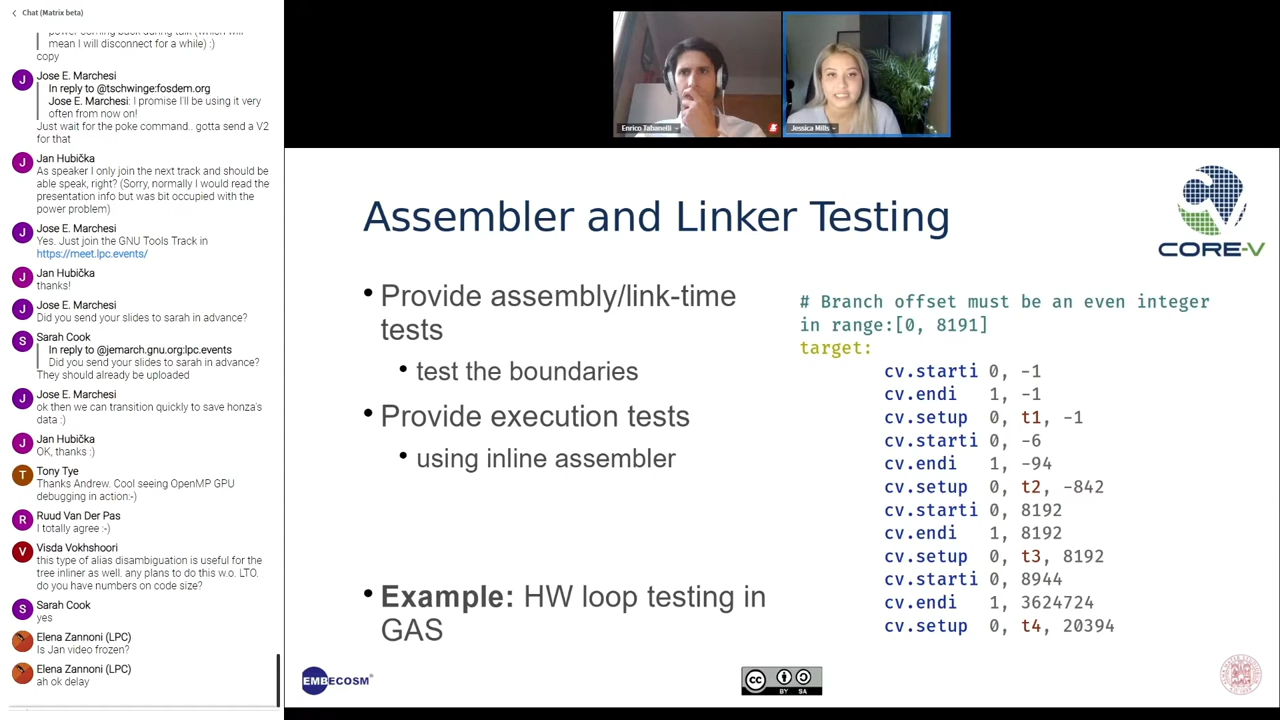 Chat (Matrix beta)
power coming back during talk (which will
mean I will disconnect for a while) :)
copy
J
Jose E. Marchesi
In reply to @tschwinge:fosdem.org
Jose E. Marchesi: I promise I'll be using it very
often from now on!
Just wait for the poke command.. gotta send a V2
for that
J
Jan Hubička
As speaker I only join the next track and should be
able speak, right? (Sorry, normally I would read the
presentation info but was bit occupied with the
power problem)
J
Jose E. Marchesi
Yes. Just join the GNU Tools Track in
https://meet.lpc.events/
J
Jan Hubička
thanks!
J
Jose E. Marchesi
Did you send your slides to sarah in advance?
S
Sarah Cook
In reply to @jemarch.gnu.org:lpc.events
Did you send your slides to sarah in advance?
They should already be uploaded
J
Jose E. Marchesi
ok then we can transition quickly to save honza's
data :)
J
Jan Hubička
OK, thanks :)
T
Tony Tye
Thanks Andrew. Cool seeing OpenMP GPU
debugging in action:-)
R
Ruud Van Der Pas
I totally agree :-)
V
Visda Vokhshoori
this type of alias disambiguation is useful for the
tree inliner as well. any plans to do this w.o. LTO.
do you have numbers on code size?
S
Sarah Cook
yes
Elena Zannoni (LPC)
Is Jan video frozen?
Elena Zannoni (LPC)
ah ok delay
Enrico Tabanelli
Jessica Mills
Assembler and Linker Testing
CORE-V
• Provide assembly/link-time
tests
• test the boundaries
• Provide execution tests
• using inline assembler
• Example: HW loop testing in
GAS
# Branch offset must be an even integer
in range:[0, 8191]
target:
cv.starti 0, -1
cv.endi 1, -1
cv.setup 0, t1, -1
cv.starti 0, -6
cv.endi 1, -94
cv.setup 0, t2, -842
cv.starti 0, 8192
cv.endi 1, 8192
cv.setup 0, t3, 8192
cv.starti 0, 8944
cv.endi 1, 3624724
cv.setup 0, t4, 20394
EMBECOSM®
cc BY SA